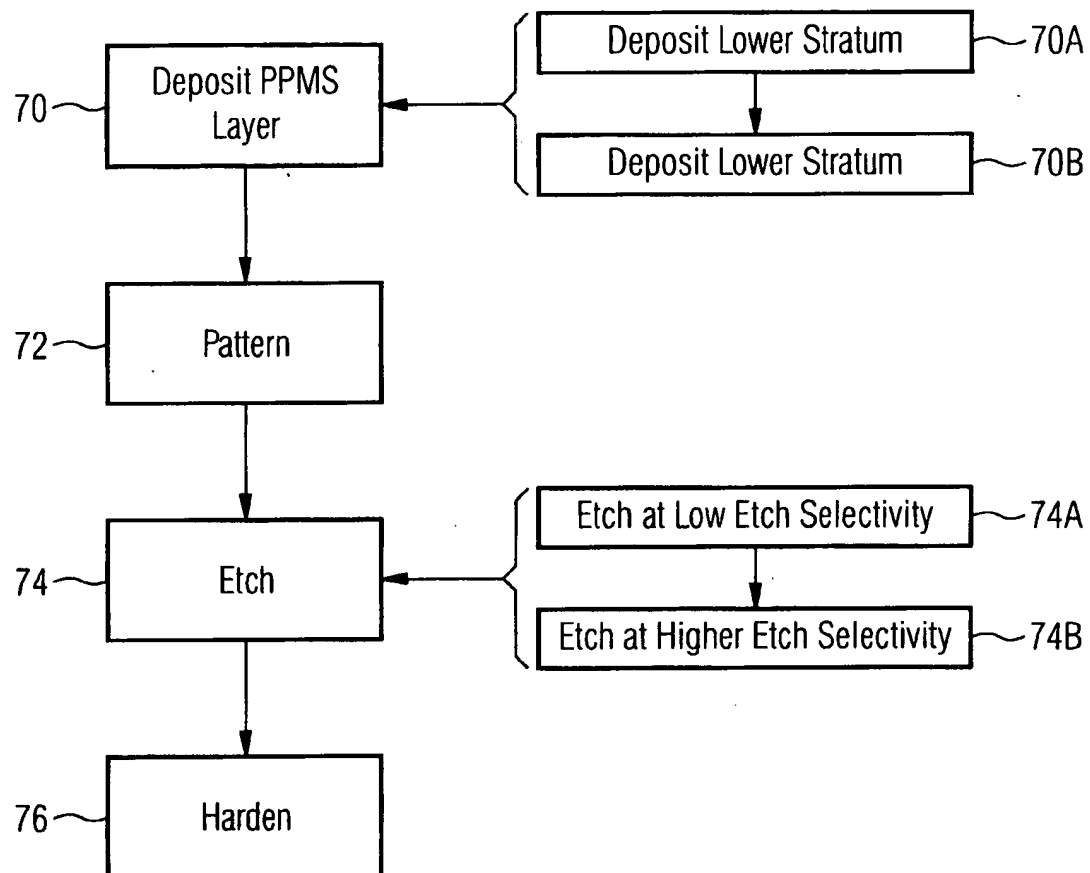 Deposit Lower Stratum
70A
70
Deposit PPMS
Layer
Deposit Lower Stratum
70B
72
Pattern
Etch at Low Etch Selectivity
74A
74
Etch
Etch at Higher Etch Selectivity
74B
76
Harden